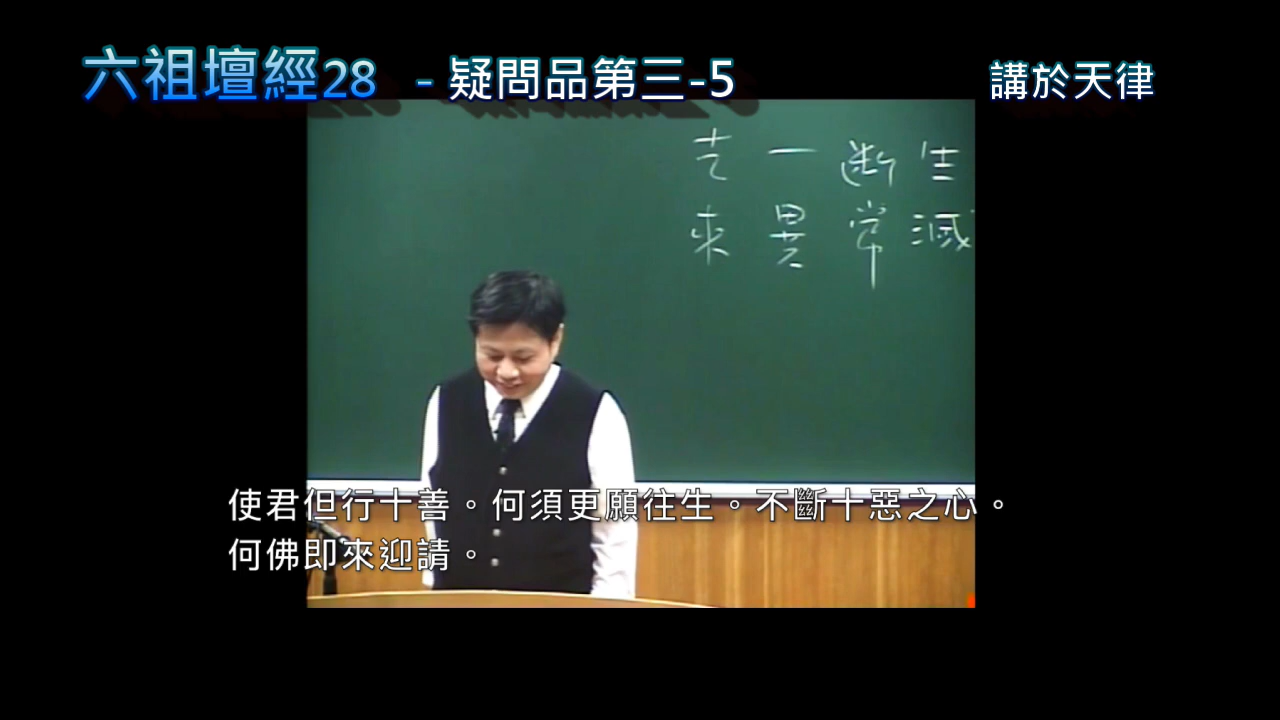 六祖壇經28 - 疑問品第三-5
講於天律
生滅
斷常
一異
去來
使君但行十善。何須更願往生。不斷十惡之心。
何佛即來迎請。